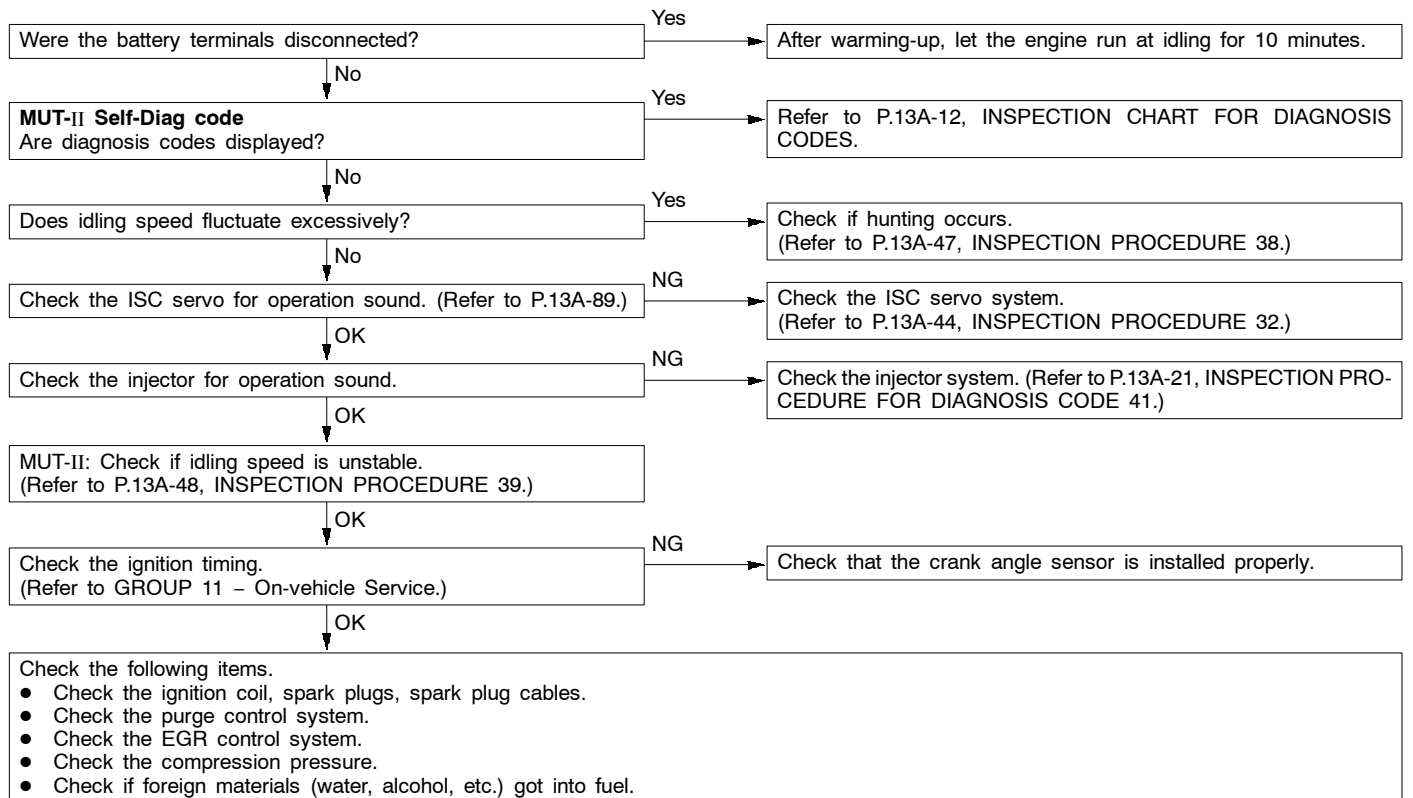 Were the battery terminals disconnected?
Yes
After warming-up, let the engine run at idling for 10 minutes.
No
MUT-II Self-Diag code
Are diagnosis codes displayed?
Yes
Refer to P.13A-12, INSPECTION CHART FOR DIAGNOSIS
CODES.
No
Does idling speed fluctuate excessively?
Yes
Check if hunting occurs.
(Refer to P.13A-47, INSPECTION PROCEDURE 38.)
No
Check the ISC servo for operation sound. (Refer to P.13A-89.)
NG
Check the ISC servo system.
(Refer to P.13A-44, INSPECTION PROCEDURE 32.)
OK
Check the injector for operation sound.
NG
Check the injector system. (Refer to P.13A-21, INSPECTION PRO-
CEDURE FOR DIAGNOSIS CODE 41.)
OK
MUT-II: Check if idling speed is unstable.
(Refer to P.13A-48, INSPECTION PROCEDURE 39.)
OK
Check the ignition timing.
(Refer to GROUP 11 – On-vehicle Service.)
NG
Check that the crank angle sensor is installed properly.
OK
Check the following items.
● Check the ignition coil, spark plugs, spark plug cables.
● Check the purge control system.
● Check the EGR control system.
● Check the compression pressure.
● Check if foreign materials (water, alcohol, etc.) got into fuel.